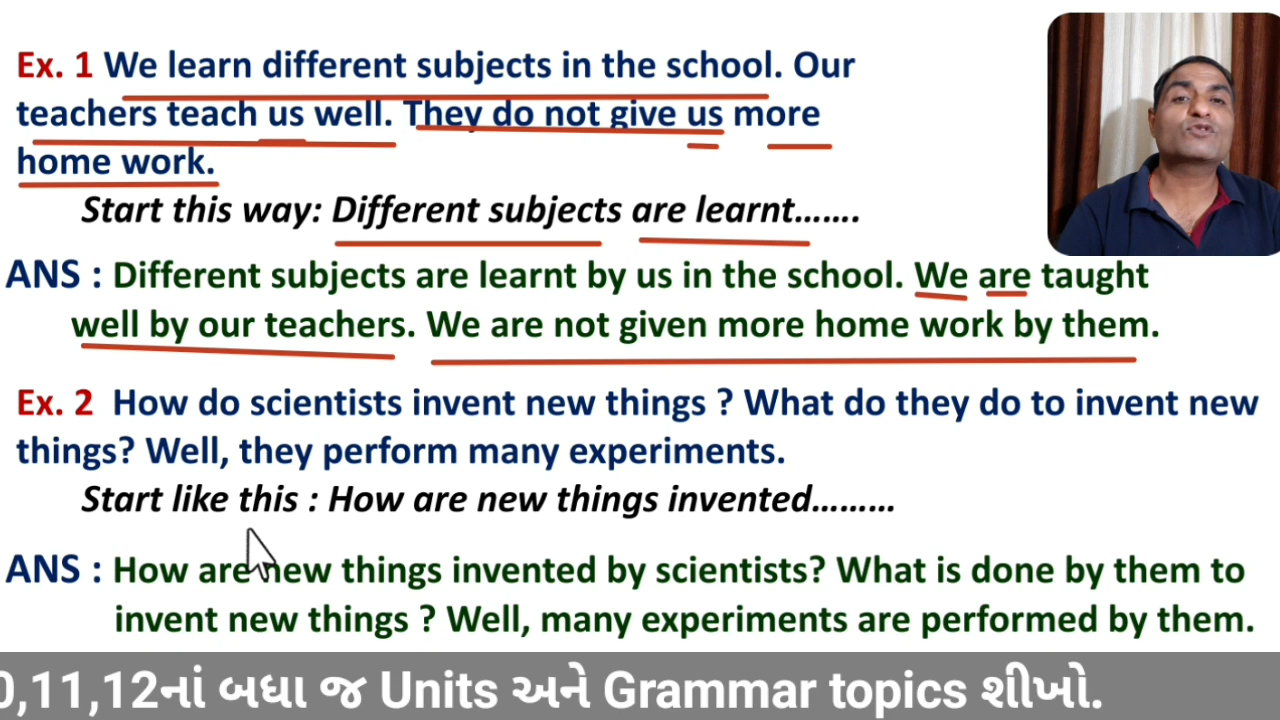 Ex. 1 We learn different subjects in the school. Our
teachers teach us well. They do not give us more
home work.
Start this way: Different subjects are learnt.......
ANS : Different subjects are learnt by us in the school. We are taught
well by our teachers. We are not given more home work by them.
Ex. 2 How do scientists invent new things ? What do they do to invent new
things? Well, they perform many experiments.
Start like this : How are new things invented.........
ANS : How are new things invented by scientists? What is done by them to
invent new things ? Well, many experiments are performed by them.
0,11,12નાં બધા જ Units અને Grammar topics શીખો.